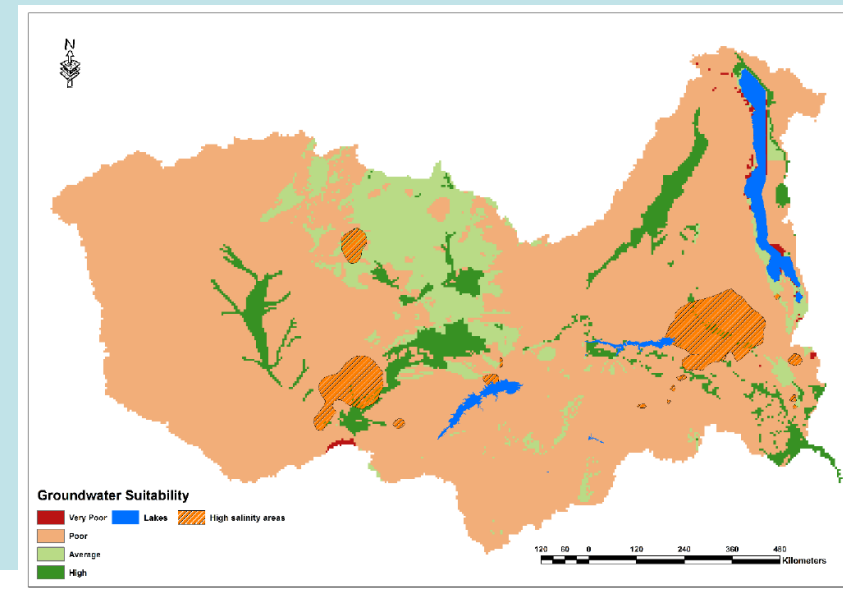 N
Groundwater Suitability
Very Poor Lakes High salinity areas
Poor
Average
High
120 60 0 120 240 360 480
Kilometers